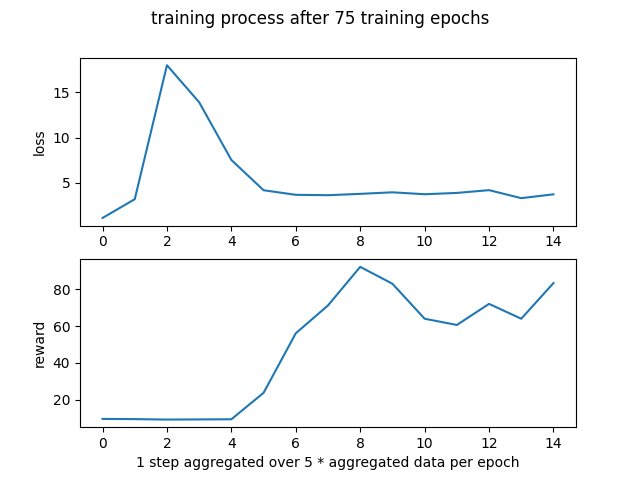 training process after 75 training epochs
15
10
5
loss
0 2 4 6 8 10 12 14
80
60
40
20
reward
0 2 4 6 8 10 12 14
1 step aggregated over 5 * aggregated data per epoch